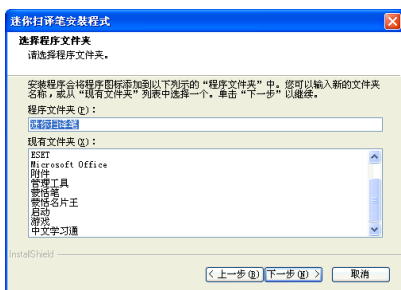 迷你扫译笔安装程式
选择程序文件夹
请选择程序文件夹。
安装程序会将程序图标添加到以下列示的“程序文件夹”中。您可以输入新的文件夹
名称，或从“现有文件夹”列表中选择一个。单击“下一步”以继续。
程序文件夹(P)：
迷你扫译笔
现有文件夹(X)：
ESET
Microsoft Office
附件
管理工具
蒙恬笔
蒙恬名片王
启动
游戏
中文学习通
InstallShield
< 上一步(B)
下一步(N) >
取消